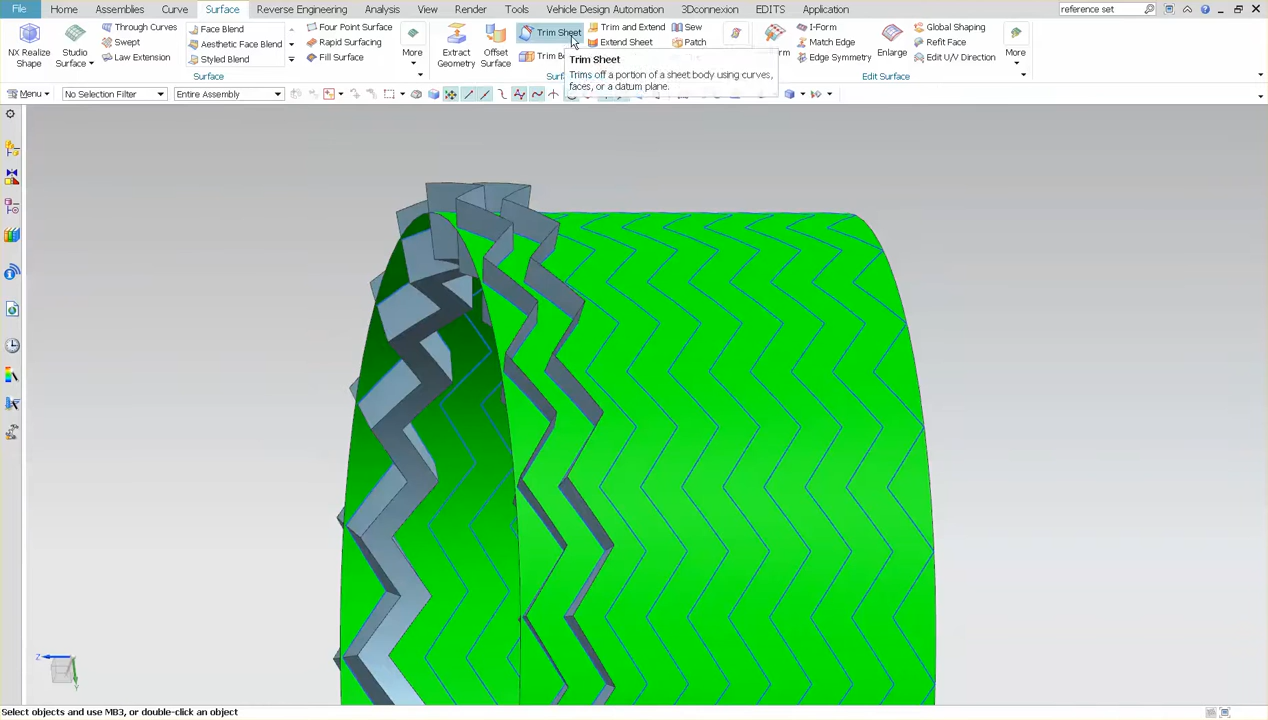 File Home Assemblies Curve Surface Reverse Engineering Analysis View Render Tools Vehicle Design Automation 3Dconnexion EDITS Application reference set
NX Realize Shape
Studio Surface
Through Curves
Swept
Law Extension
Face Blend
Aesthetic Face Blend
Styled Blend
Four Point Surface
Rapid Surfacing
Fill Surface
More
Surface
Extract Geometry
Offset Surface
Trim Sheet
Trim B
Trim and Extend
Extend Sheet
Sew
Patch
I-Form
Match Edge
Edge Symmetry
Enlarge
Global Shaping
Refit Face
Edit U/V Direction
More
Edit Surface
Trim Sheet
Trims off a portion of a sheet body using curves,
faces, or a datum plane.
Menu No Selection Filter Entire Assembly
Z
Y
Select objects and use MB3, or double-click an object